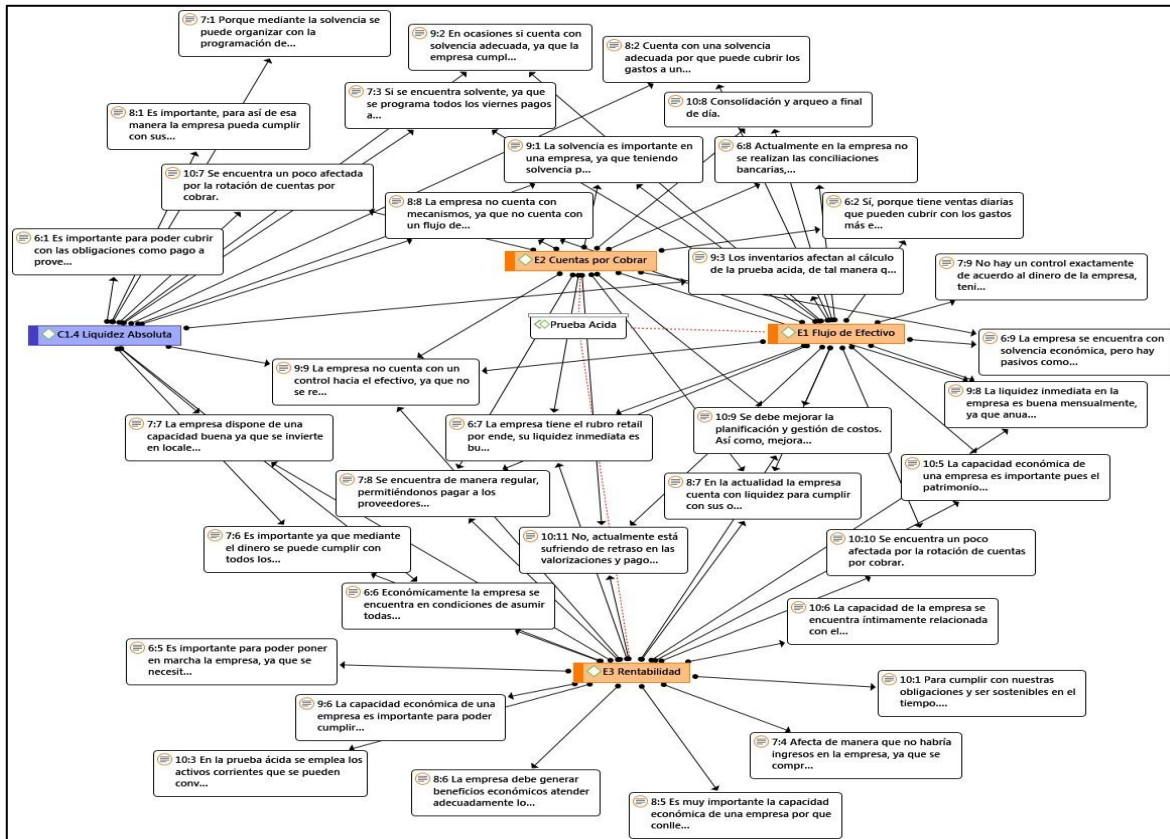 7:1 Porque mediante la solvencia se
puede organizar con la
programación de...
9:2 En ocasiones si cuenta con
solvencia adecuada, ya que la
empresa cumpl...
8:2 Cuenta con una solvencia
adecuada por que puede cubrir los
gastos a un...
7:3 Si se encuentra solvente, ya que
se programa todos los viernes pagos
a...
10:8 Consolidación y arqueo a final
de día.
8:1 Es importante, para así de esa
manera la empresa pueda cumplir
con sus...
9:1 La solvencia es importante en
una empresa, ya que teniendo
solvencia p...
6:8 Actualmente en la empresa no
se realizan las conciliaciones
bancarias,...
10:7 Se encuentra un poco afectada
por la rotación de cuentas por
cobrar.
8:8 La empresa no cuenta con
mecanismos, ya que no cuenta con
un flujo de...
6:2 Sí, porque tiene ventas diarias
que pueden cubrir con los gastos
más e...
6:1 Es importante para poder cubrir
con las obligaciones como pago a
prove...
E2 Cuentas por Cobrar
9:3 Los inventarios afectan al cálculo
de la prueba acida, de tal manera q...
7:9 No hay un control exactamente
de acuerdo al dinero de la empresa,
teni...
C1.4 Liquidez Absoluta
Prueba Acida
E1 Flujo de Efectivo
6:9 La empresa se encuentra con
solvencia económica, pero hay
pasivos como...
9:9 La empresa no cuenta con un
control hacia el efectivo, ya que no
se re...
9:8 La liquidez inmediata en la
empresa es buena mensualmente,
ya que anua...
7:7 La empresa dispone de una
capacidad buena ya que se invierte
en locale...
6:7 La empresa tiene el rubro retail
por ende, su liquidez inmediata es
bu...
10:9 Se debe mejorar la
planificación y gestión de costos.
Así como, mejora...
10:5 La capacidad económica de
una empresa es importante pues el
patrimonio...
7:8 Se encuentra de manera regular,
permitiéndonos pagar a los
proveedores...
8:7 En la actualidad la empresa
cuenta con liquidez para cumplir
con sus o...
7:6 Es importante ya que mediante
el dinero se puede cumplir con
todos los...
10:11 No, actualmente está
sufriendo de retraso en las
valorizaciones y pago...
10:10 Se encuentra un poco
afectada por la rotación de cuentas
por cobrar.
6:6 Económicamente la empresa se
encuentra en condiciones de asumir
todas...
10:6 La capacidad de la empresa se
encuentra íntimamente relacionada
con el...
6:5 Es importante para poder poner
en marcha la empresa, ya que se
necesit...
E3 Rentabilidad
10:1 Para cumplir con nuestras
obligaciones y ser sostenibles en el
tiempo....
9:6 La capacidad económica de una
empresa es importante para poder
cumplir...
7:4 Afecta de manera que no habría
ingresos en la empresa, ya que se
compr...
10:3 En la prueba ácida se emplea los
activos corrientes que se pueden
conv...
8:6 La empresa debe generar
beneficios económicos atender
adecuadamente lo...
8:5 Es muy importante la capacidad
económica de una empresa por que
conlle...